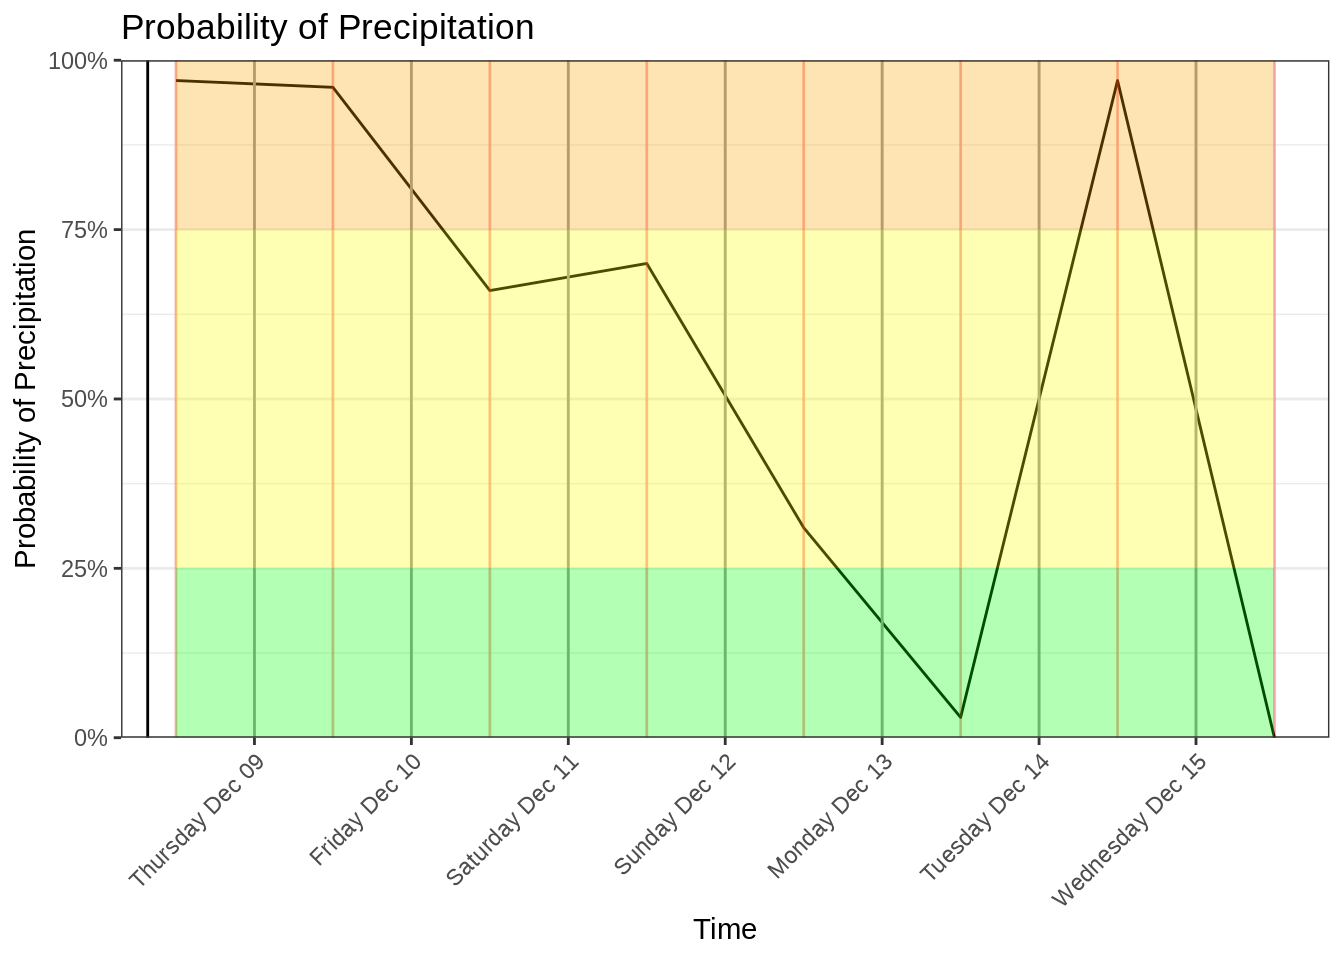 Probability of Precipitation
Probability of Precipitation
100%
75%
50%
25%
0%
Thursday Dec 09
Friday Dec 10
Saturday Dec 11
Sunday Dec 12
Monday Dec 13
Tuesday Dec 14
Wednesday Dec 15
Time